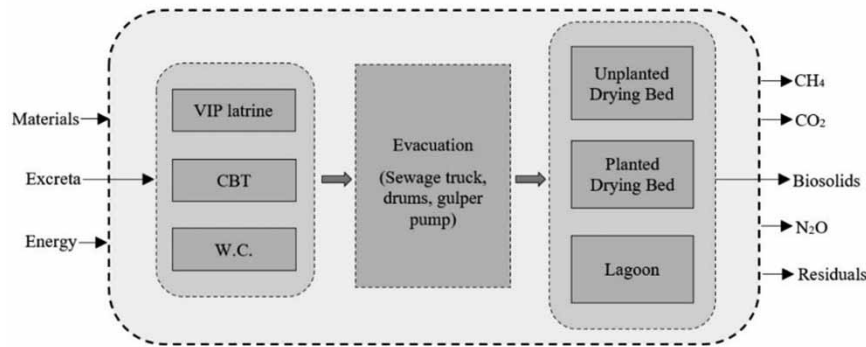 Materials
Excreta
Energy
VIP latrine
CBT
W.C.
Evacuation
(Sewage truck,
drums, gulper
pump)
Unplanted
Drying Bed
Planted
Drying Bed
Lagoon
CH₄
CO₂
Biosolids
N₂O
Residuals